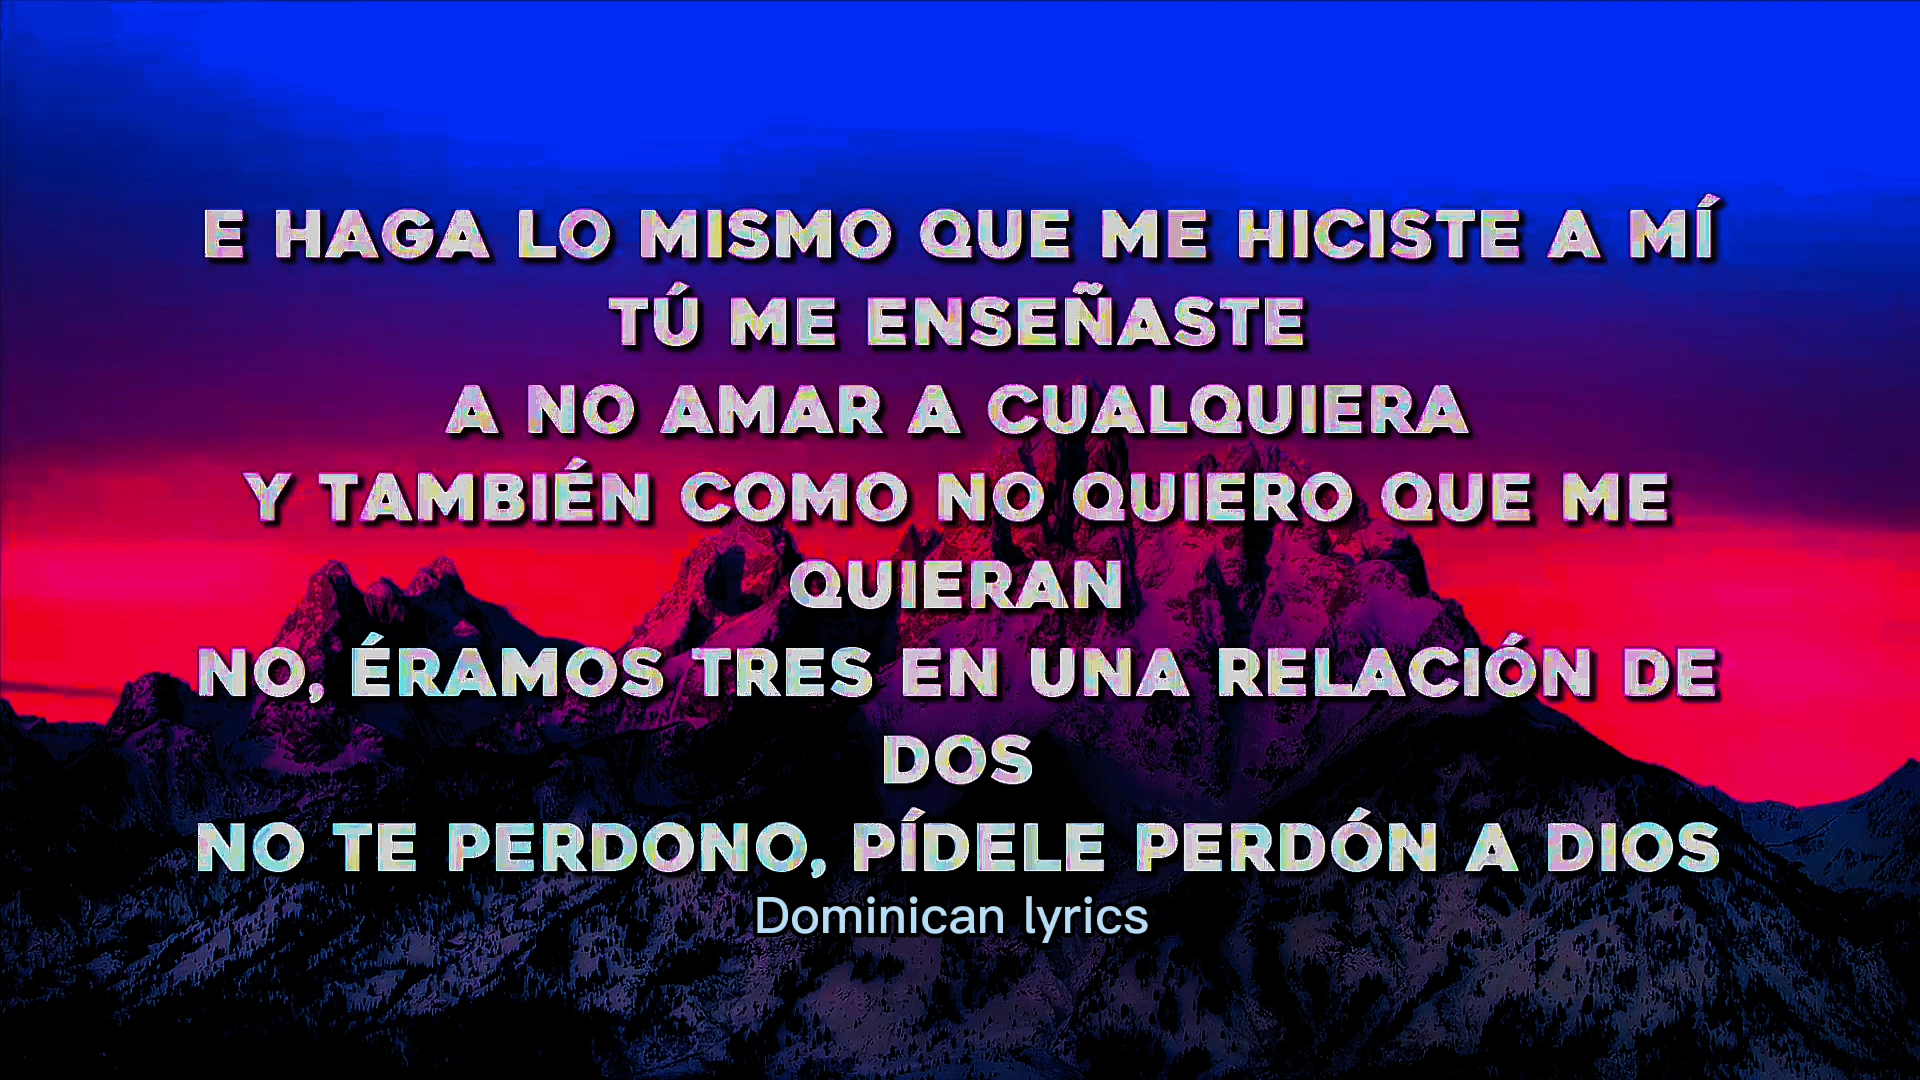 E HAGA LO MISMO QUE ME HICISTE A MÍ
TÚ ME ENSEÑASTE
A NO AMAR A CUALQUIERA
Y TAMBIÉN COMO NO QUIERO QUE ME
QUIERAN
NO, ÉRAMOS TRES EN UNA RELACIÓN DE
DOS
NO TE PERDONO, PÍDELE PERDÓN A DIOS
Dominican lyrics